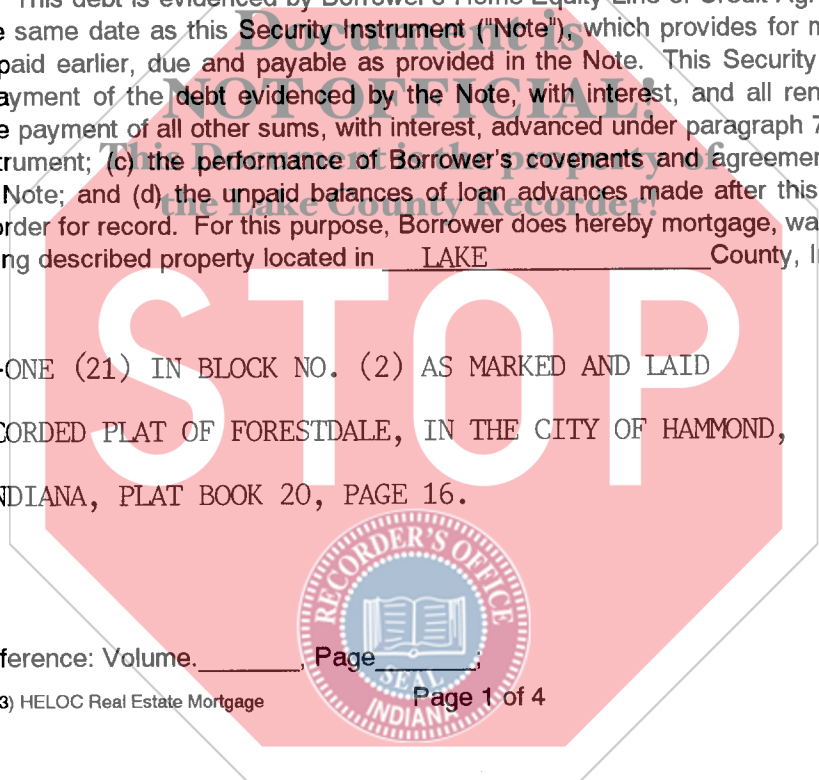 This debt is evidenced by Borrower's Home Equity Line of Credit Agr
Document is
e same date as this Security Instrument ("Note"), which provides for m
paid earlier, due and payable as provided in the Note. This Security
NOT OFFICIAL!
ayment of the debt evidenced by the Note, with interest, and all ren
e payment of all other sums, with interest, advanced under paragraph 7
This Document is the property of
trument; (c) the performance of Borrower's covenants and agreemen
Note; and (d) the unpaid balances of loan advances made after this
the Lake County Recorder!
order for record. For this purpose, Borrower does hereby mortgage, wa
ng described property located in LAKE County, I
STOP
-ONE (21) IN BLOCK NO. (2) AS MARKED AND LAID
CORDED PLAT OF FORESTDALE, IN THE CITY OF HAMMOND,
NDIANA, PLAT BOOK 20, PAGE 16.
RECORDER'S OFFICE
SEAL
INDIANA
ference: Volume.________, Page________;
3) HELOC Real Estate Mortgage Page 1 of 4